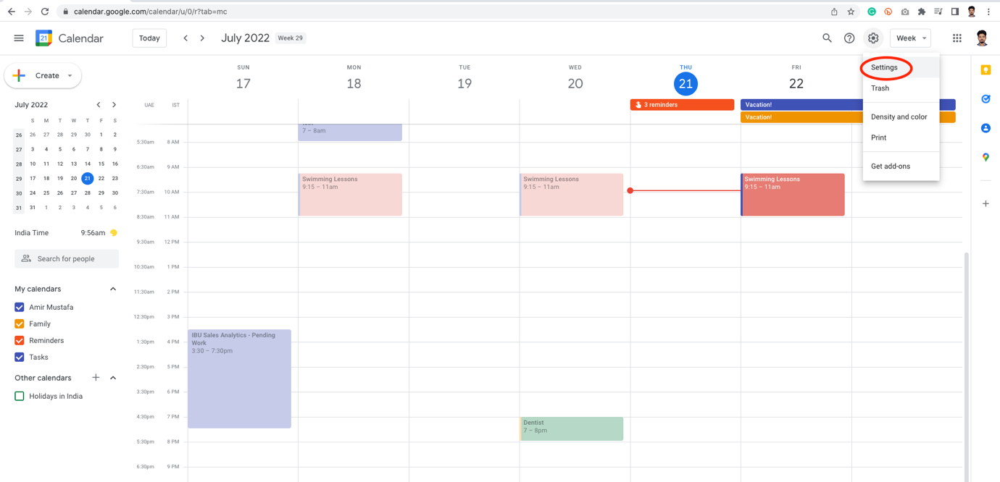 calendar.google.com/calendar/u/0/r?tab=mc
21 Calendar Today July 2022 Week 29 Week
Settings
Trash
Density and color
Print
Get add-ons
Create
July 2022
S M T W T F S
26 26 27 28 29 30 1 2
27 3 4 5 6 7 8 9
28 10 11 12 13 14 15 16
29 17 18 19 20 21 22 23
30 24 25 26 27 28 29 30
31 31 1 2 3 4 5 6
India Time 9:56am
Search for people
My calendars
Amir Mustafa
Family
Reminders
Tasks
Other calendars
Holidays in India
SUN MON TUE WED THU FRI
17 18 19 20 21 22
UAE IST
3 reminders
Vacation!
Vacation!
7 – 8am
5:30am 8 AM
6:30am 9 AM
Swimming Lessons
9:15 – 11am
Swimming Lessons
9:15 – 11am
Swimming Lessons
9:15 – 11am
7:30am 10 AM
8:30am 11 AM
9:30am 12 PM
10:30am 1 PM
11:30am 2 PM
12:30pm 3 PM
IBU Sales Analytics - Pending
Work
3:30 – 7:30pm
1:30pm 4 PM
2:30pm 5 PM
3:30pm 6 PM
4:30pm 7 PM
Dentist
7 – 8pm
5:30pm 8 PM
6:30pm 9 PM